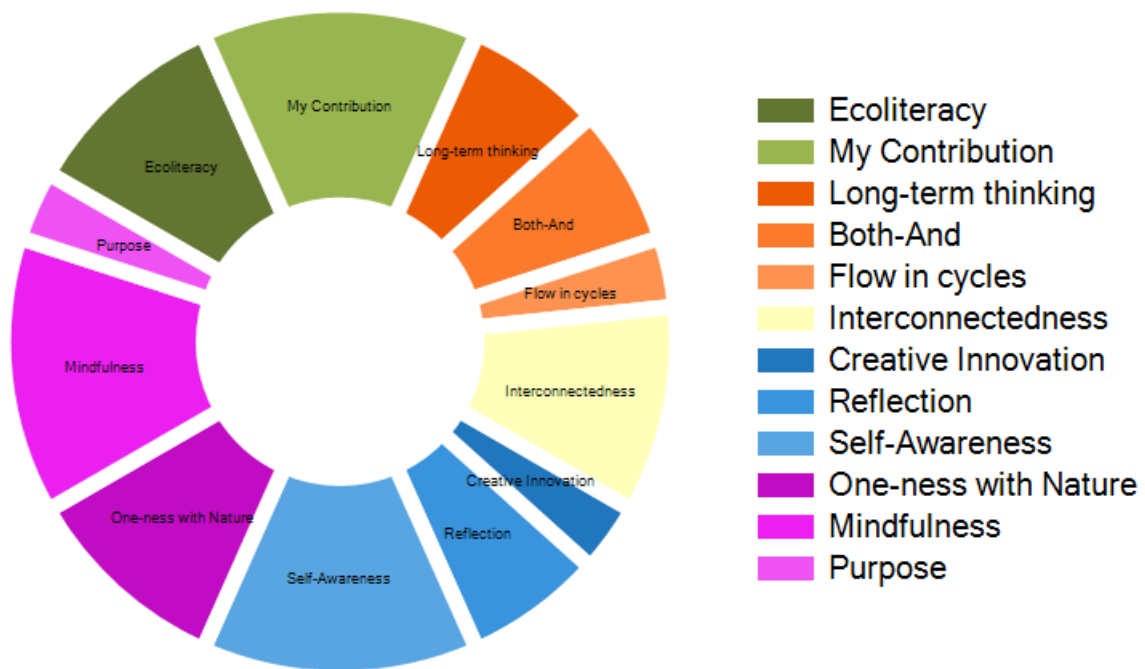 My Contribution
Long-term thinking
Ecoliteracy
Both-And
Purpose
Flow in cycles
Mindfulness
Interconnectedness
Creative Innovation
One-ness with Nature
Reflection
Self-Awareness
Ecoliteracy
My Contribution
Long-term thinking
Both-And
Flow in cycles
Interconnectedness
Creative Innovation
Reflection
Self-Awareness
One-ness with Nature
Mindfulness
Purpose